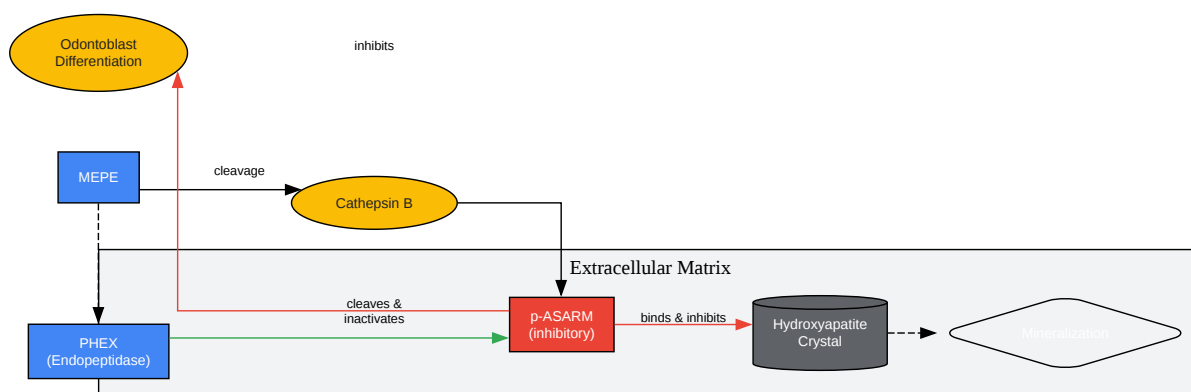 Odontoblast
Differentiation
inhibits
MEPE
cleavage
Cathepsin B
Extracellular Matrix
cleaves &
inactivates
p-ASARM
(inhibitory)
binds & inhibits
Hydroxyapatite
Crystal
Mineralization
PHEX
(Endopeptidase)